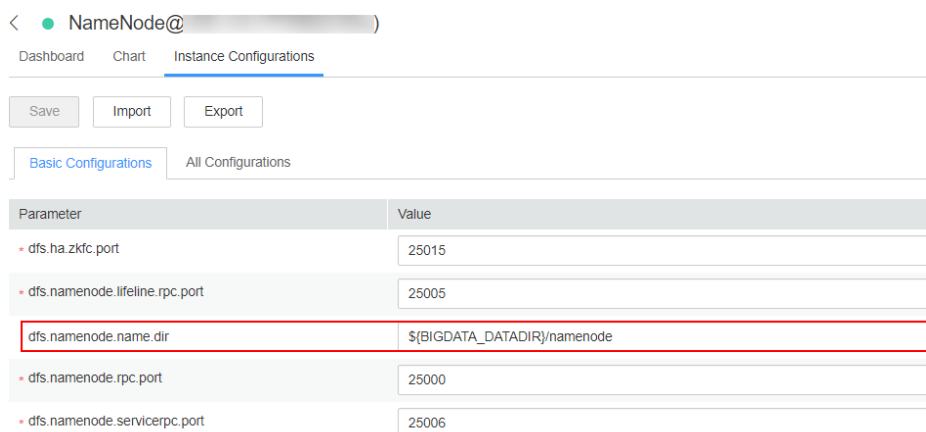 NameNode@ )
Dashboard Chart Instance Configurations
Save Import Export
Basic Configurations All Configurations
Parameter Value
* dfs.ha.zkfc.port 25015
* dfs.namenode.lifeline.rpc.port 25005
dfs.namenode.name.dir ${BIGDATA_DATADIR}/namenode
* dfs.namenode.rpc.port 25000
* dfs.namenode.servicerpc.port 25006